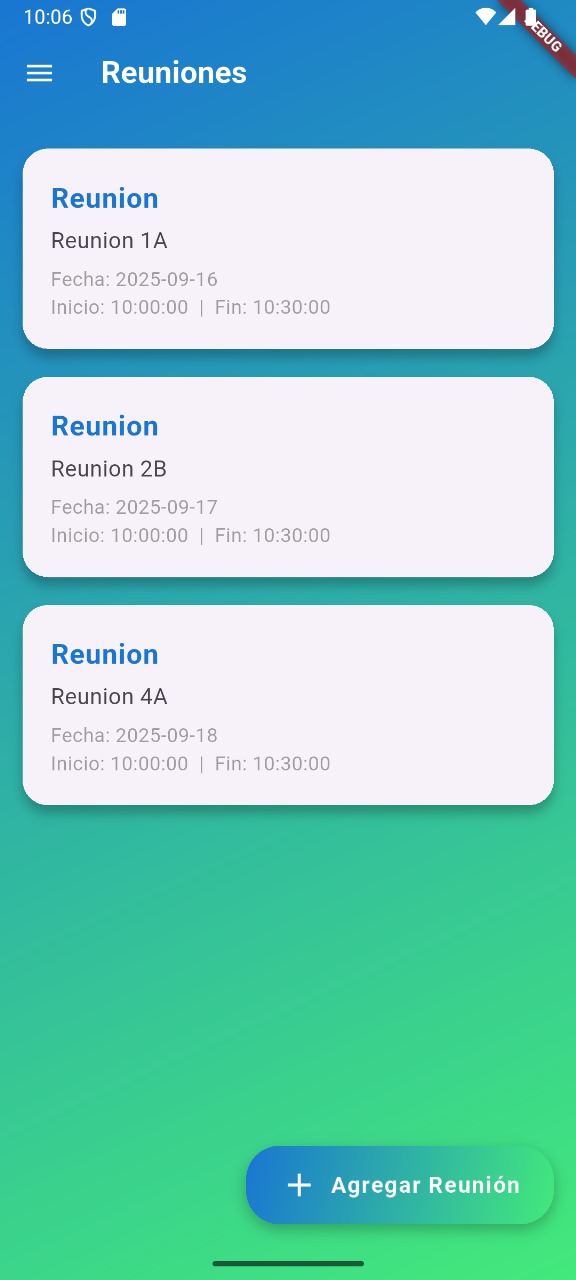 10:06
Reuniones
Reunion
Reunion 1A
Fecha: 2025-09-16
Inicio: 10:00:00 | Fin: 10:30:00
Reunion
Reunion 2B
Fecha: 2025-09-17
Inicio: 10:00:00 | Fin: 10:30:00
Reunion
Reunion 4A
Fecha: 2025-09-18
Inicio: 10:00:00 | Fin: 10:30:00
Agregar Reunión